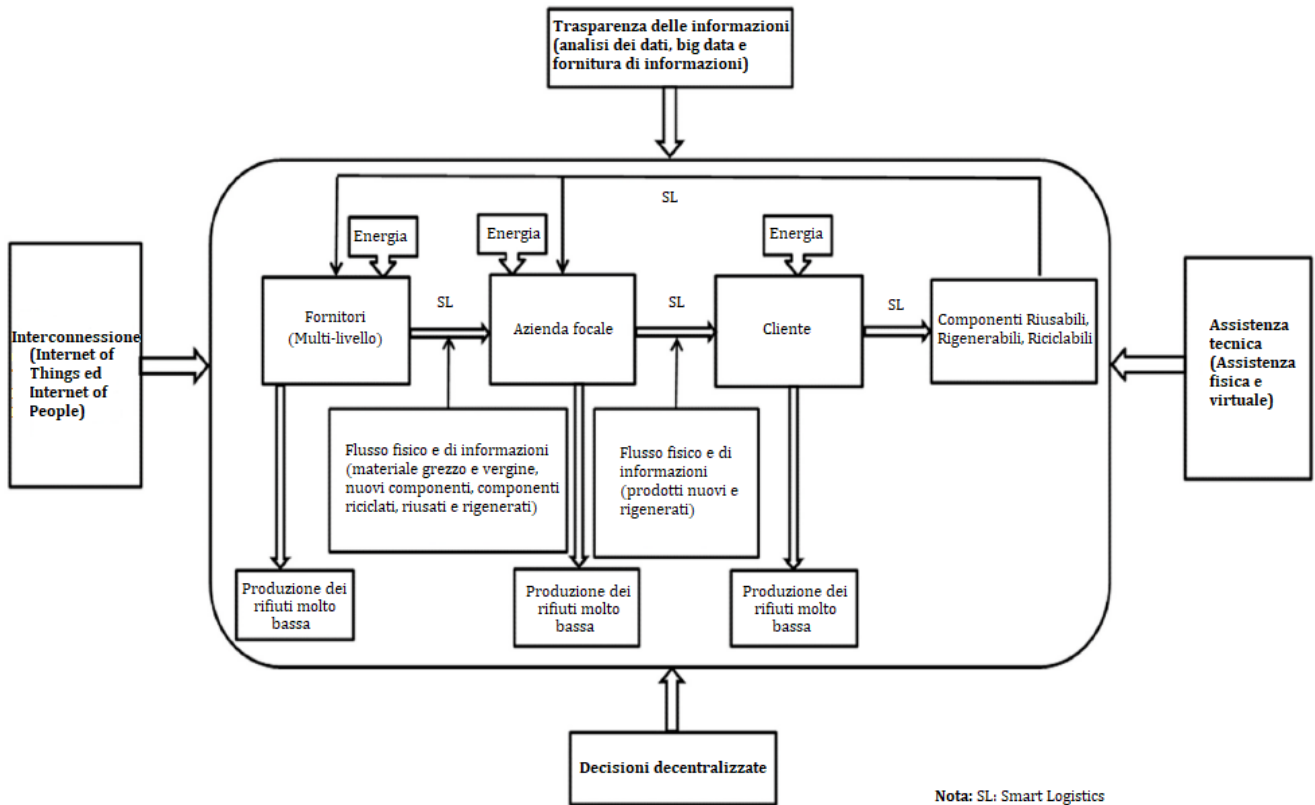 Trasparenza delle informazioni
(analisi dei dati, big data e
fornitura di informazioni)
SL
Energia
Energia
Energia
Interconnessione
(Internet of
Things ed
Internet of
People)
Fornitori
(Multi-livello)
SL
Azienda focale
SL
Cliente
SL
Componenti Riusabili,
Rigenerabili, Riciclabili
Assistenza
tecnica
(Assistenza
fisica e
virtuale)
Flusso fisico e di informazioni
(materiale grezzo e vergine,
nuovi componenti, componenti
riciclati, riusati e rigenerati)
Flusso fisico e di
informazioni
(prodotti nuovi e
rigenerati)
Produzione dei
rifiuti molto
bassa
Produzione dei
rifiuti molto
bassa
Produzione dei
rifiuti molto
bassa
Decisioni decentralizzate
Nota: SL: Smart Logistics